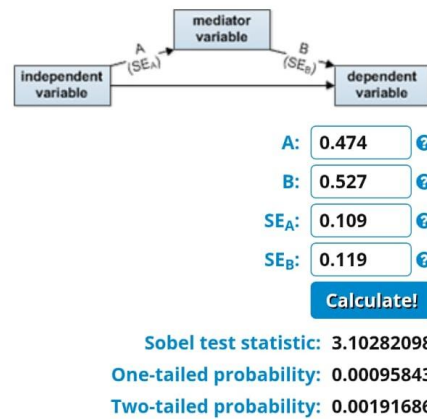 mediator
variable
A
(SEA)
B
(SEB)
independent
variable
dependent
variable
A: 0.474 ?
B: 0.527 ?
SEA: 0.109 ?
SEB: 0.119 ?
Calculate!
Sobel test statistic: 3.10282098
One-tailed probability: 0.00095843
Two-tailed probability: 0.00191686